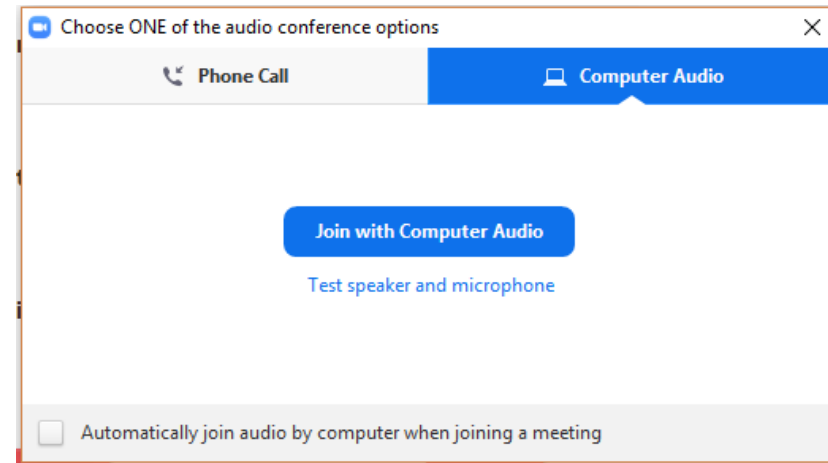 Choose ONE of the audio conference options
Phone Call
Computer Audio
Join with Computer Audio
Test speaker and microphone
Automatically join audio by computer when joining a meeting